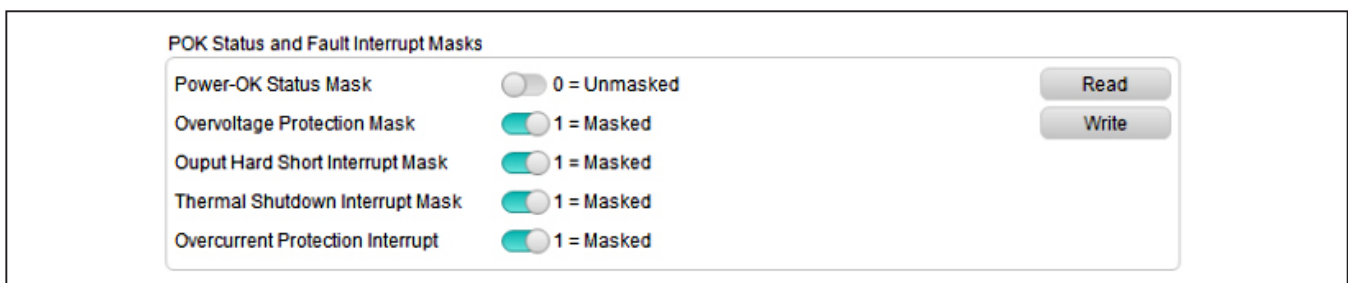 POK Status and Fault Interrupt Masks
Power-OK Status Mask 0 = Unmasked Read
Overvoltage Protection Mask 1 = Masked Write
Ouput Hard Short Interrupt Mask 1 = Masked
Thermal Shutdown Interrupt Mask 1 = Masked
Overcurrent Protection Interrupt 1 = Masked